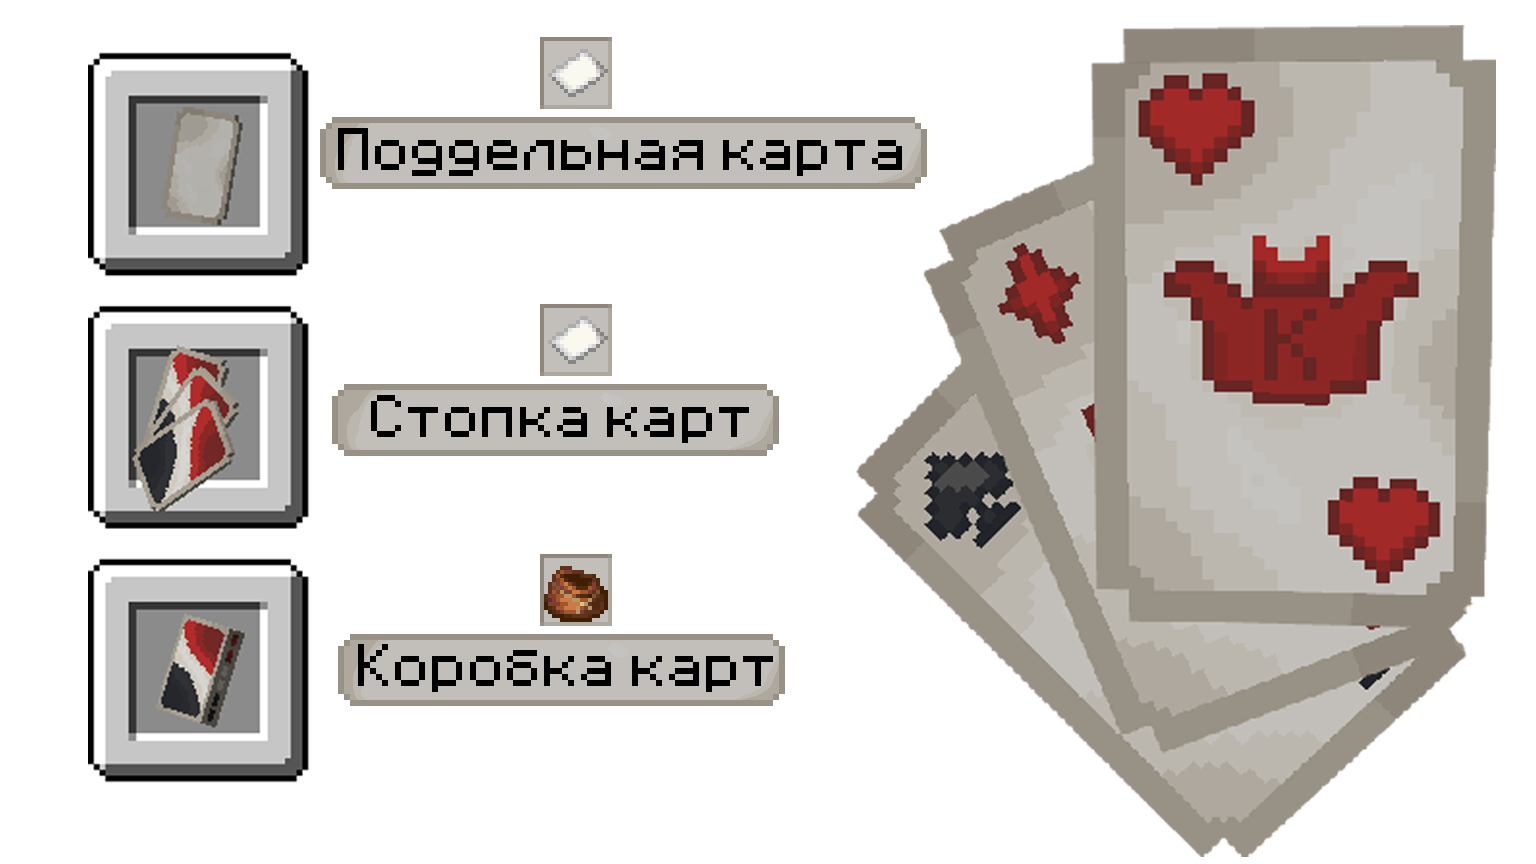 Поддельная карта
Стопка карт
Коробка карт
K